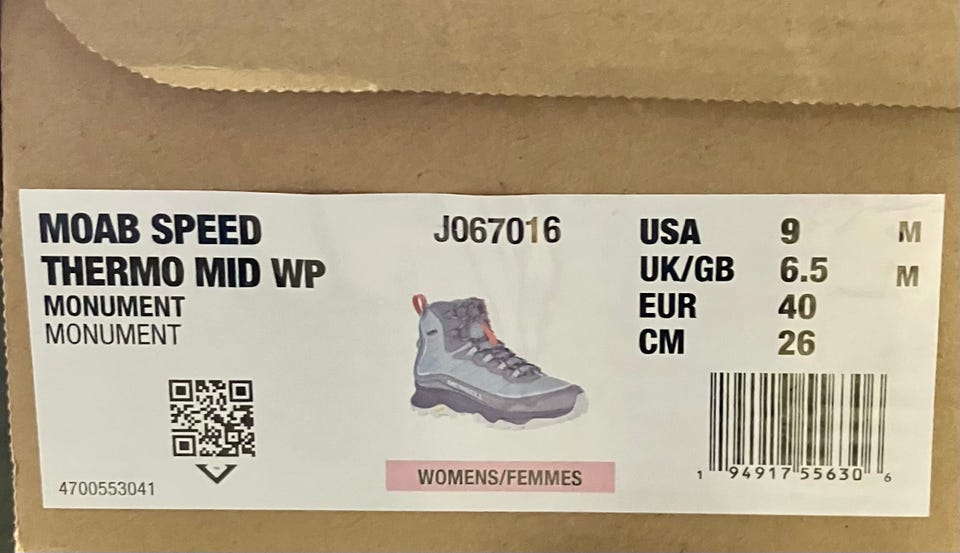 MOAB SPEED
THERMO MID WP
MONUMENT
MONUMENT
4700553041
J067016
MERRELL
WOMENS/FEMMES
USA 9 M
UK/GB 6.5 M
EUR 40
CM 26
1 94917 55630 6